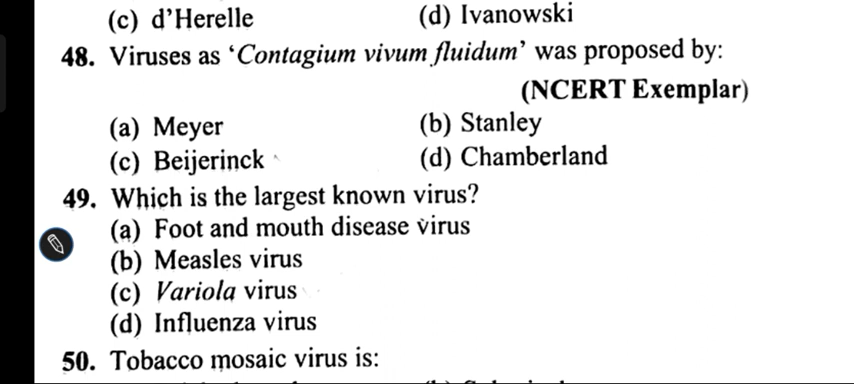 (c) d’Herelle (d) Ivanowski
48. Viruses as ‘Contagium vivum fluidum’ was proposed by:
(NCERT Exemplar)
(a) Meyer (b) Stanley
(c) Beijerinck (d) Chamberland
49. Which is the largest known virus?
(a) Foot and mouth disease virus
(b) Measles virus
(c) Variola virus
(d) Influenza virus
50. Tobacco mosaic virus is: